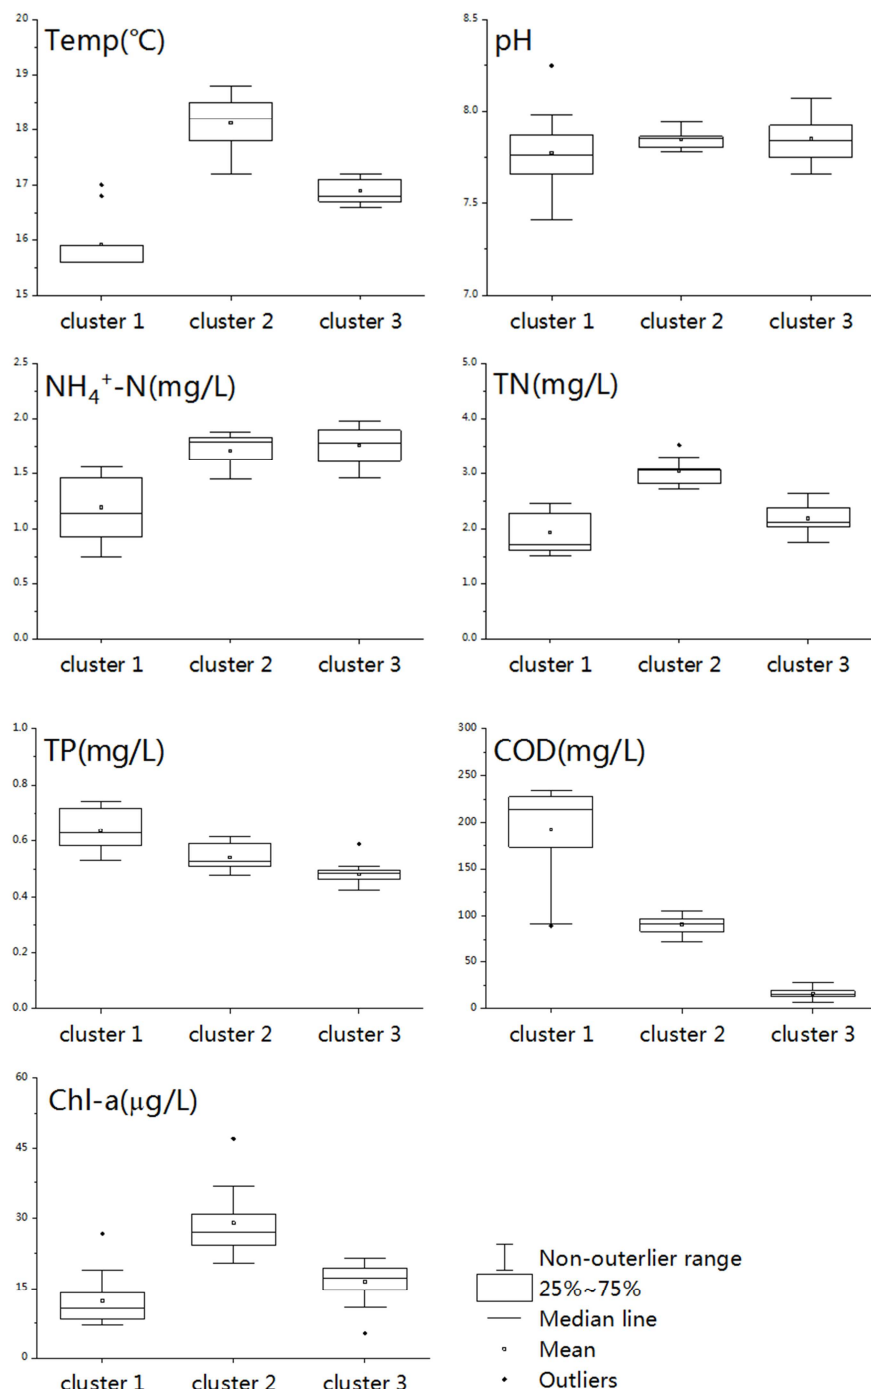 Temp(℃)
20
19
18
17
16
15
cluster 1 cluster 2 cluster 3
pH
8.5
8.0
7.5
7.0
cluster 1 cluster 2 cluster 3
NH₄⁺-N(mg/L)
2.5
2.0
1.5
1.0
0.5
0.0
cluster 1 cluster 2 cluster 3
TN(mg/L)
5.0
4.0
3.0
2.0
1.0
0.0
cluster 1 cluster 2 cluster 3
TP(mg/L)
1.0
0.8
0.6
0.4
0.2
0.0
cluster 1 cluster 2 cluster 3
COD(mg/L)
300
250
200
150
100
50
0
cluster 1 cluster 2 cluster 3
Chl-a(μg/L)
60
45
30
15
0
cluster 1 cluster 2 cluster 3
Non-outerlier range
25%~75%
Median line
Mean
Outliers